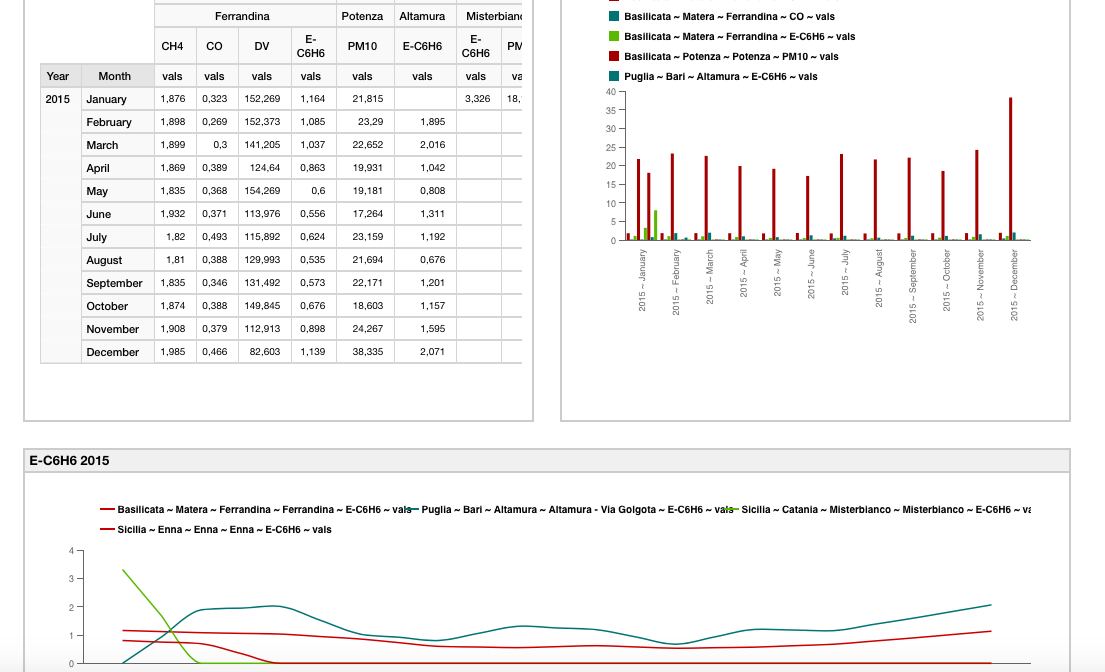 Ferrandina Potenza Altamura Misterbianc
CH4 CO DV E-C6H6 PM10 E-C6H6 E-C6H6 PM
Year Month vals vals vals vals vals vals vals va
2015 January 1,876 0,323 152,269 1,164 21,815 3,326 18,
February 1,898 0,269 152,373 1,085 23,29 1,895
March 1,899 0,3 141,205 1,037 22,652 2,016
April 1,869 0,389 124,64 0,863 19,931 1,042
May 1,835 0,368 154,269 0,6 19,181 0,808
June 1,932 0,371 113,976 0,556 17,264 1,311
July 1,82 0,493 115,892 0,624 23,159 1,192
August 1,81 0,388 129,993 0,535 21,694 0,676
September 1,835 0,346 131,492 0,573 22,171 1,201
October 1,874 0,388 149,845 0,676 18,603 1,157
November 1,908 0,379 112,913 0,898 24,267 1,595
December 1,985 0,466 82,603 1,139 38,335 2,071
Basilicata ~ Matera ~ Ferrandina ~ CO ~ vals
Basilicata ~ Matera ~ Ferrandina ~ E-C6H6 ~ vals
Basilicata ~ Potenza ~ Potenza ~ PM10 ~ vals
Puglia ~ Bari ~ Altamura ~ E-C6H6 ~ vals
40
35
30
25
20
15
10
5
0
2015 ~ January
2015 ~ February
2015 ~ March
2015 ~ April
2015 ~ May
2015 ~ June
2015 ~ July
2015 ~ August
2015 ~ September
2015 ~ October
2015 ~ November
2015 ~ December
E-C6H6 2015
Basilicata ~ Matera ~ Ferrandina ~ Ferrandina ~ E-C6H6 ~ vals Puglia ~ Bari ~ Altamura ~ Altamura - Via Golgota ~ E-C6H6 ~ vals Sicilia ~ Catania ~ Misterbianco ~ Misterbianco ~ E-C6H6 ~ va
Sicilia ~ Enna ~ Enna ~ Enna ~ E-C6H6 ~ vals
4
3
2
1
0